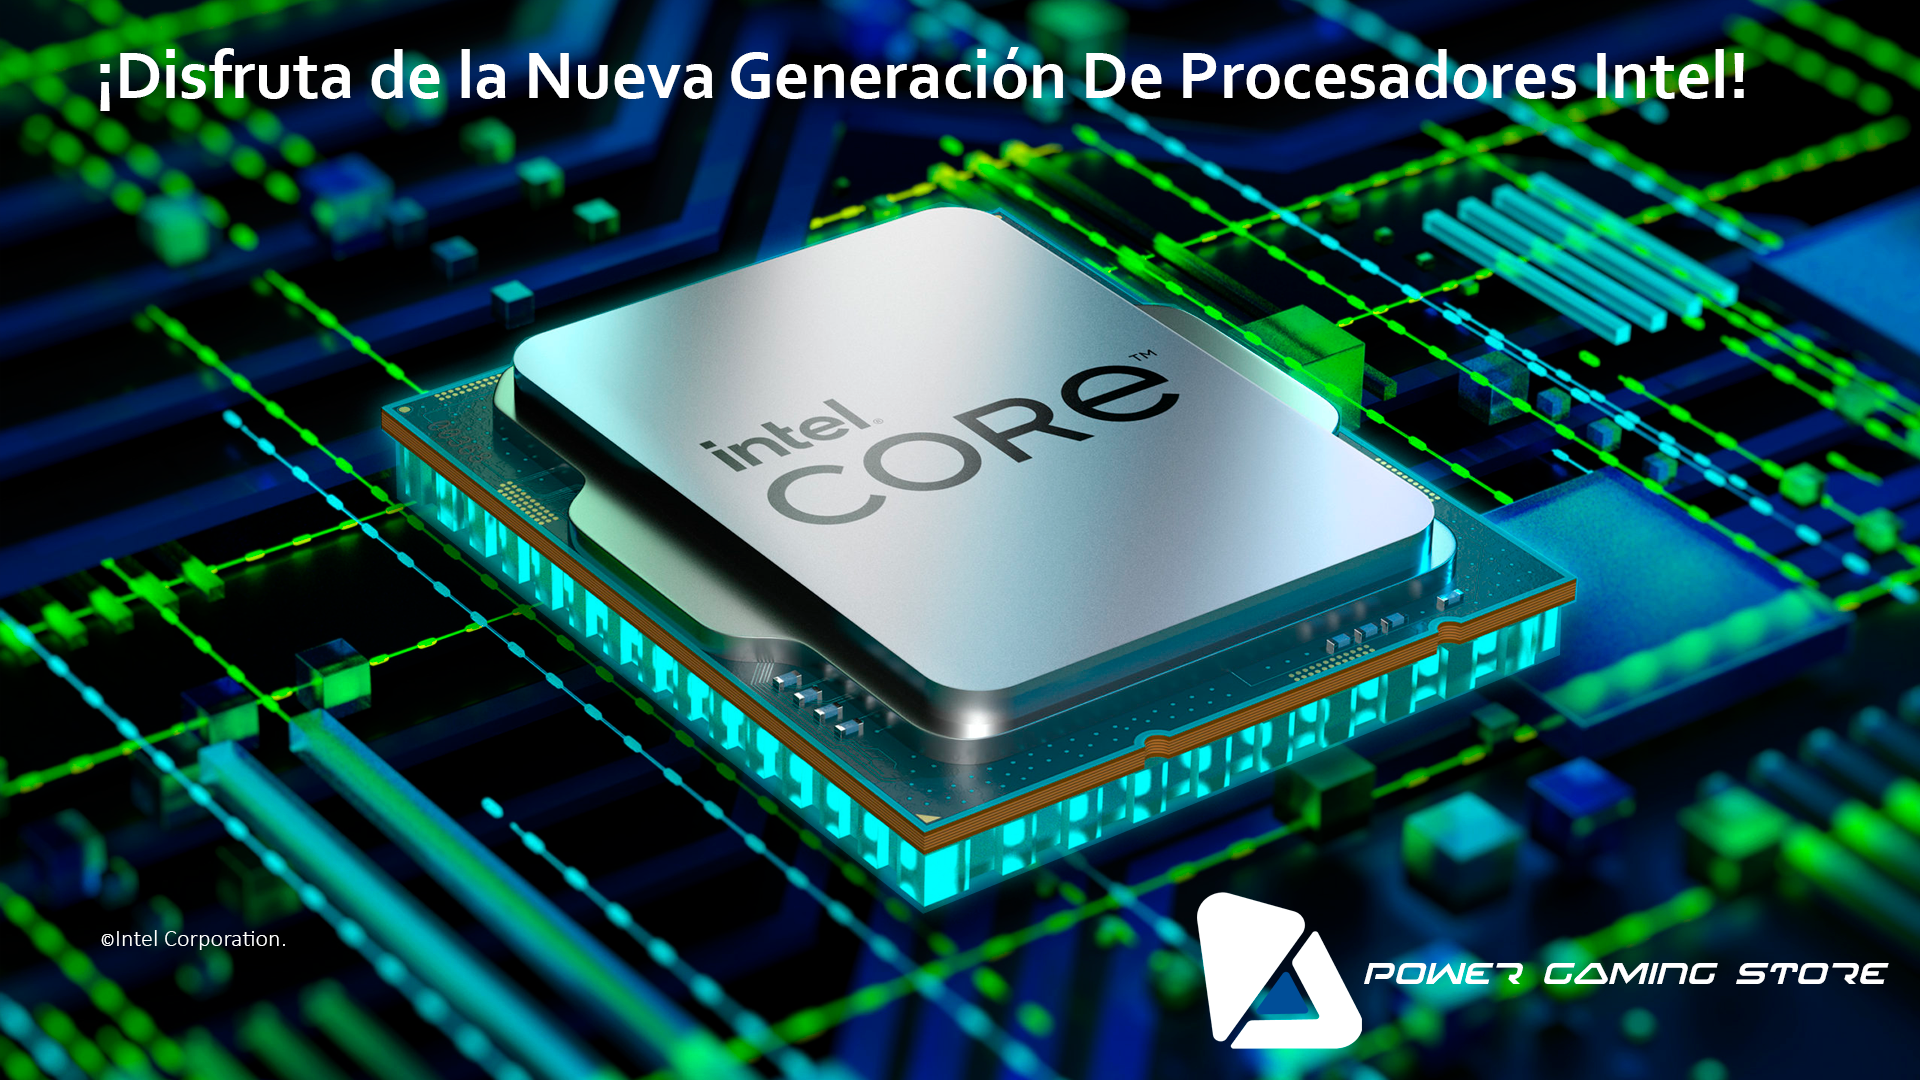 ¡Disfruta de la Nueva Generación De Procesadores Intel!
intel®
CORE™
©Intel Corporation.
POWER GAMING STORE